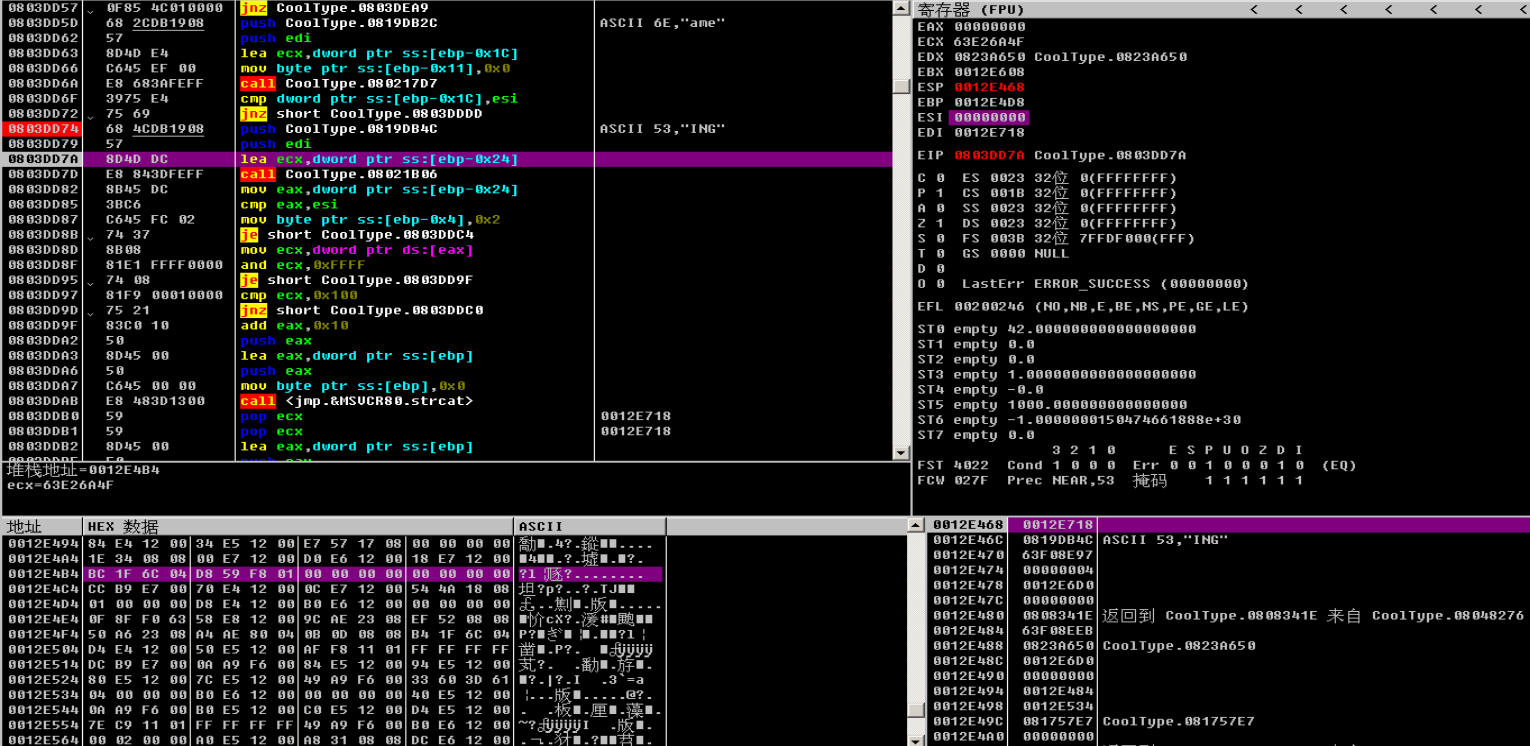 0803DD57 0F85 4C010000 jnz CoolType.0803DEA9
0803DD5D 68 2CDB1908 push CoolType.0819DB2C ASCII 6E,"ame"
0803DD62 57 push edi
0803DD63 8D4D E4 lea ecx,dword ptr ss:[ebp-0x1C]
0803DD66 C645 EF 00 mov byte ptr ss:[ebp-0x11],0x0
0803DD6A E8 683AFEFF call CoolType.080217D7
0803DD6F 3975 E4 cmp dword ptr ss:[ebp-0x1C],esi
0803DD72 75 69 jnz short CoolType.0803DDDD
0803DD74 68 4CDB1908 push CoolType.0819DB4C ASCII 53,"ING"
0803DD79 57 push edi
0803DD7A 8D4D DC lea ecx,dword ptr ss:[ebp-0x24]
0803DD7D E8 843DFEFF call CoolType.08021B06
0803DD82 8B45 DC mov eax,dword ptr ss:[ebp-0x24]
0803DD85 3BC6 cmp eax,esi
0803DD87 C645 FC 02 mov byte ptr ss:[ebp-0x4],0x2
0803DD8B 74 37 je short CoolType.0803DDC4
0803DD8D 8B08 mov ecx,dword ptr ds:[eax]
0803DD8F 81E1 FFFF0000 and ecx,0xFFFF
0803DD95 74 08 je short CoolType.0803DD9F
0803DD97 81F9 00010000 cmp ecx,0x100
0803DD9D 75 21 jnz short CoolType.0803DDC0
0803DD9F 83C0 10 add eax,0x10
0803DDA2 50 push eax
0803DDA3 8D45 00 lea eax,dword ptr ss:[ebp]
0803DDA6 50 push eax
0803DDA7 C645 00 00 mov byte ptr ss:[ebp],0x0
0803DDAB E8 483D1300 call <jmp.&MSVCR80.strcat>
0803DDB0 59 pop ecx 0012E718
0803DDB1 59 pop ecx 0012E718
0803DDB2 8D45 00 lea eax,dword ptr ss:[ebp]
堆栈地址=0012E4B4
ecx=63E26A4F
寄存器 (FPU) < < < < < < <
EAX 00000000
ECX 63E26A4F
EDX 0823A650 CoolType.0823A650
EBX 0012E608
ESP 0012E468
EBP 0012E4D8
ESI 00000000
EDI 0012E718
EIP 0803DD7A CoolType.0803DD7A
C 0 ES 0023 32位 0(FFFFFFFF)
P 1 CS 001B 32位 0(FFFFFFFF)
A 0 SS 0023 32位 0(FFFFFFFF)
Z 1 DS 0023 32位 0(FFFFFFFF)
S 0 FS 003B 32位 7FFDF000(FFF)
T 0 GS 0000 NULL
D 0
O 0 LastErr ERROR_SUCCESS (00000000)
EFL 00200246 (NO,NB,E,BE,NS,PE,GE,LE)
ST0 empty 42.000000000000000000
ST1 empty 0.0
ST2 empty 0.0
ST3 empty 1.0000000000000000000
ST4 empty -0.0
ST5 empty 1000.0000000000000000
ST6 empty -1.0000000150474661888e+30
ST7 empty 0.0
3 2 1 0 E S P U O Z D I
FST 4022 Cond 1 0 0 0 Err 0 0 1 0 0 0 1 0 (EQ)
FCW 027F Prec NEAR,53 掩码 1 1 1 1 1 1
地址 HEX 数据 ASCII
0012E494 84 E4 12 00 34 E5 12 00 E7 57 17 08 00 00 00 00
0012E4A4 1E 34 08 08 00 E7 12 00 D0 E6 12 00 18 E7 12 00
0012E4B4 BC 1F 6C 04 D8 59 F8 01 00 00 00 00 00 00 00 00
0012E4C4 CC B9 E7 00 70 E4 12 00 0C E7 12 00 54 4A 18 08
0012E4D4 01 00 00 00 D8 E4 12 00 B0 E6 12 00 00 00 00 00
0012E4E4 0F 8F F0 63 58 E8 12 00 9C AE 23 08 EF 52 08 08
0012E4F4 50 A6 23 08 A4 AE 80 04 0B 0D 08 08 B4 1F 6C 04
0012E504 D4 E4 12 00 50 E5 12 00 AF F8 11 01 FF FF FF FF
0012E514 DC B9 E7 00 0A A9 F6 00 84 E5 12 00 94 E5 12 00
0012E524 80 E5 12 00 7C E5 12 00 49 A9 F6 00 33 60 3D 61
0012E534 04 00 00 00 B0 E6 12 00 00 00 00 00 40 E5 12 00
0012E544 0A A9 F6 00 B0 E5 12 00 C0 E5 12 00 D4 E5 12 00
0012E554 7E C9 11 01 FF FF FF FF 49 A9 F6 00 B0 E6 12 00
0012E564 00 02 00 00 A0 E5 12 00 A8 31 08 08 DC E6 12 00
0012E468 0012E718
0012E46C 0819DB4C ASCII 53,"ING"
0012E470 63F08E97
0012E474 00000004
0012E478 0012E6D0
0012E47C 00000000
0012E480 0808341E 返回到 CoolType.0808341E 来自 CoolType.08048276
0012E484 63F08EEB
0012E488 0823A650 CoolType.0823A650
0012E48C 0012E6D0
0012E490 00000000
0012E494 0012E484
0012E498 0012E534
0012E49C 081757E7 CoolType.081757E7
0012E4A0 00000000